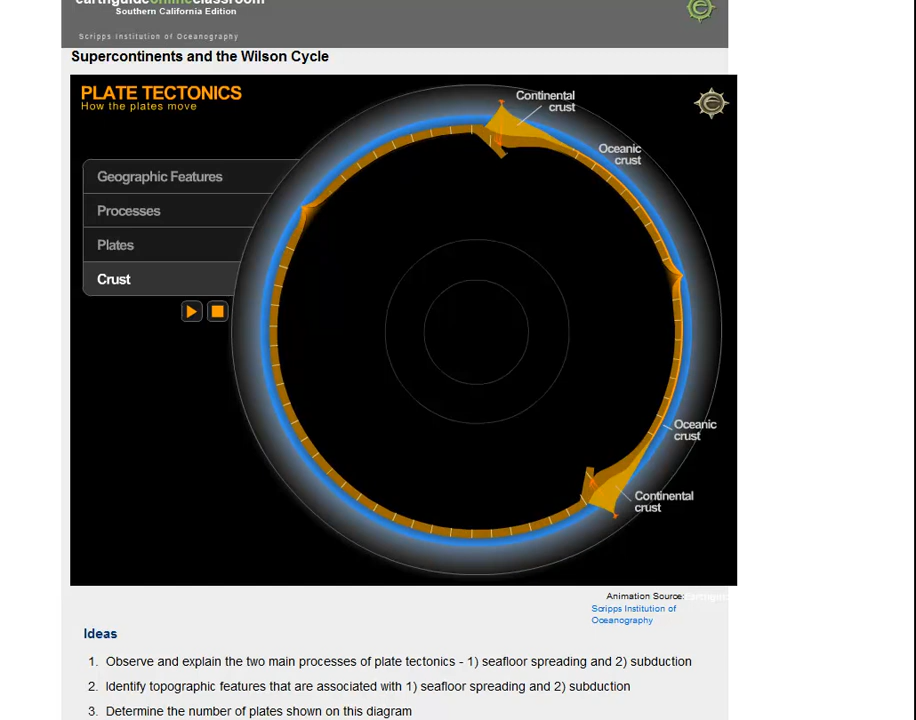 earthguideonlineclassroom
Southern California Edition
Scripps Institution of Oceanography
Supercontinents and the Wilson Cycle
PLATE TECTONICS
How the plates move
Continental
crust
Oceanic
crust
Geographic Features
Processes
Plates
Crust
Oceanic
crust
Continental
crust
Animation Source:
Scripps Institution of
Oceanography
Ideas
1. Observe and explain the two main processes of plate tectonics - 1) seafloor spreading and 2) subduction
2. Identify topographic features that are associated with 1) seafloor spreading and 2) subduction
3. Determine the number of plates shown on this diagram